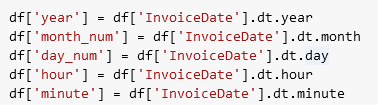 df['year'] = df['InvoiceDate'].dt.year
df['month_num'] = df['InvoiceDate'].dt.month
df['day_num'] = df['InvoiceDate'].dt.day
df['hour'] = df['InvoiceDate'].dt.hour
df['minute'] = df['InvoiceDate'].dt.minute